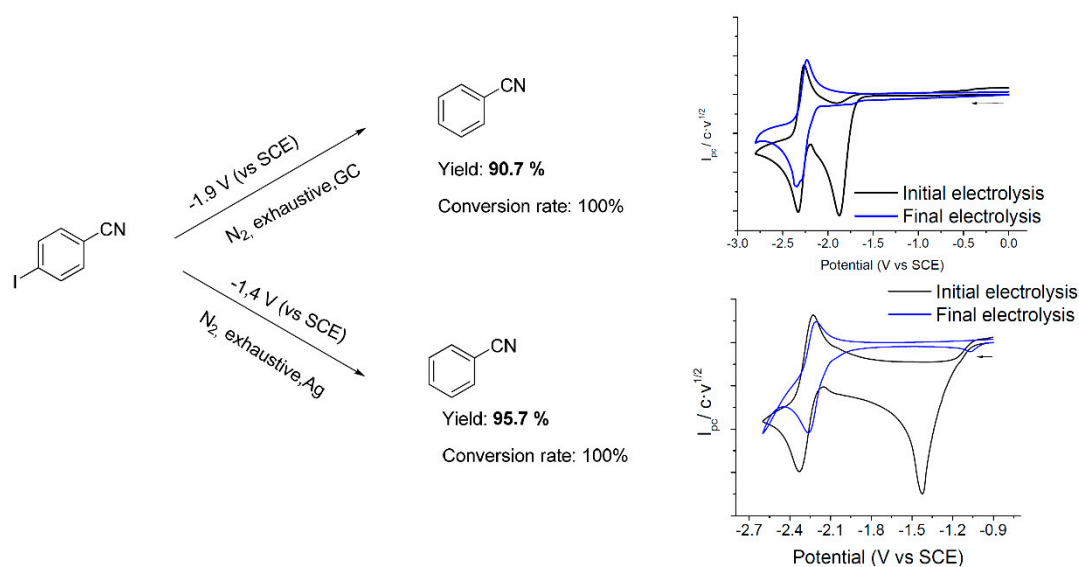 CN
I
-1.9 V (vs SCE)
N2, exhaustive,GC
CN
Yield: 90.7 %
Conversion rate: 100%
-1,4 V (vs SCE)
N2, exhaustive,Ag
CN
Yield: 95.7 %
Conversion rate: 100%
Ipc / c·v1/2
Initial electrolysis
Final electrolysis
-3.0 -2.5 -2.0 -1.5 -1.0 -0.5 0.0
Potential (V vs SCE)
Initial electrolysis
Final electrolysis
Ipc / c·v1/2
-2.7 -2.4 -2.1 -1.8 -1.5 -1.2 -0.9
Potential (V vs SCE)